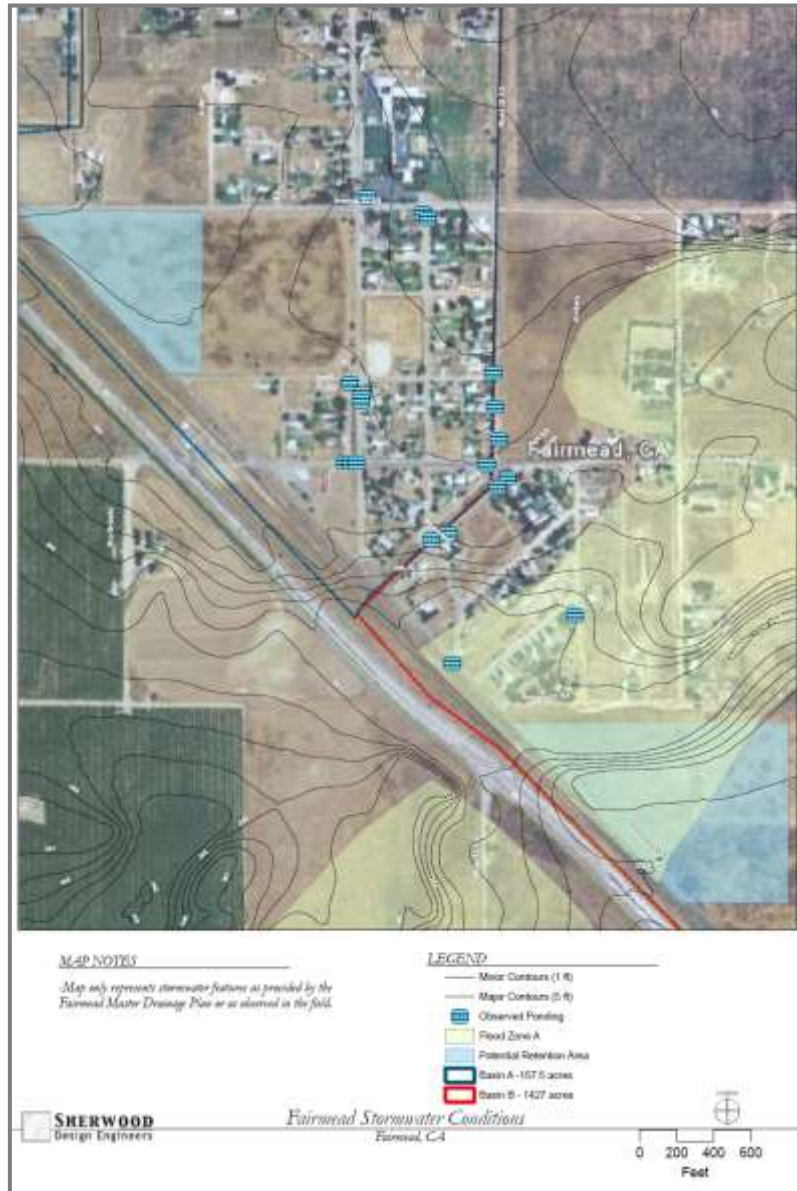 Fairmead, CA
MAP NOTES
-Map only represents stormwater features as provided by the
Fairmead Master Drainage Plan or as observed in the field.
LEGEND
Minor Contours (1 ft)
Major Contours (5 ft)
Observed Ponding
Flood Zone A
Potential Retention Area
Basin A -157.5 acres
Basin B - 1427 acres
SHERWOOD
Design Engineers
Fairmead Stormwater Conditions
Fairmead, CA
0 200 400 600
Feet